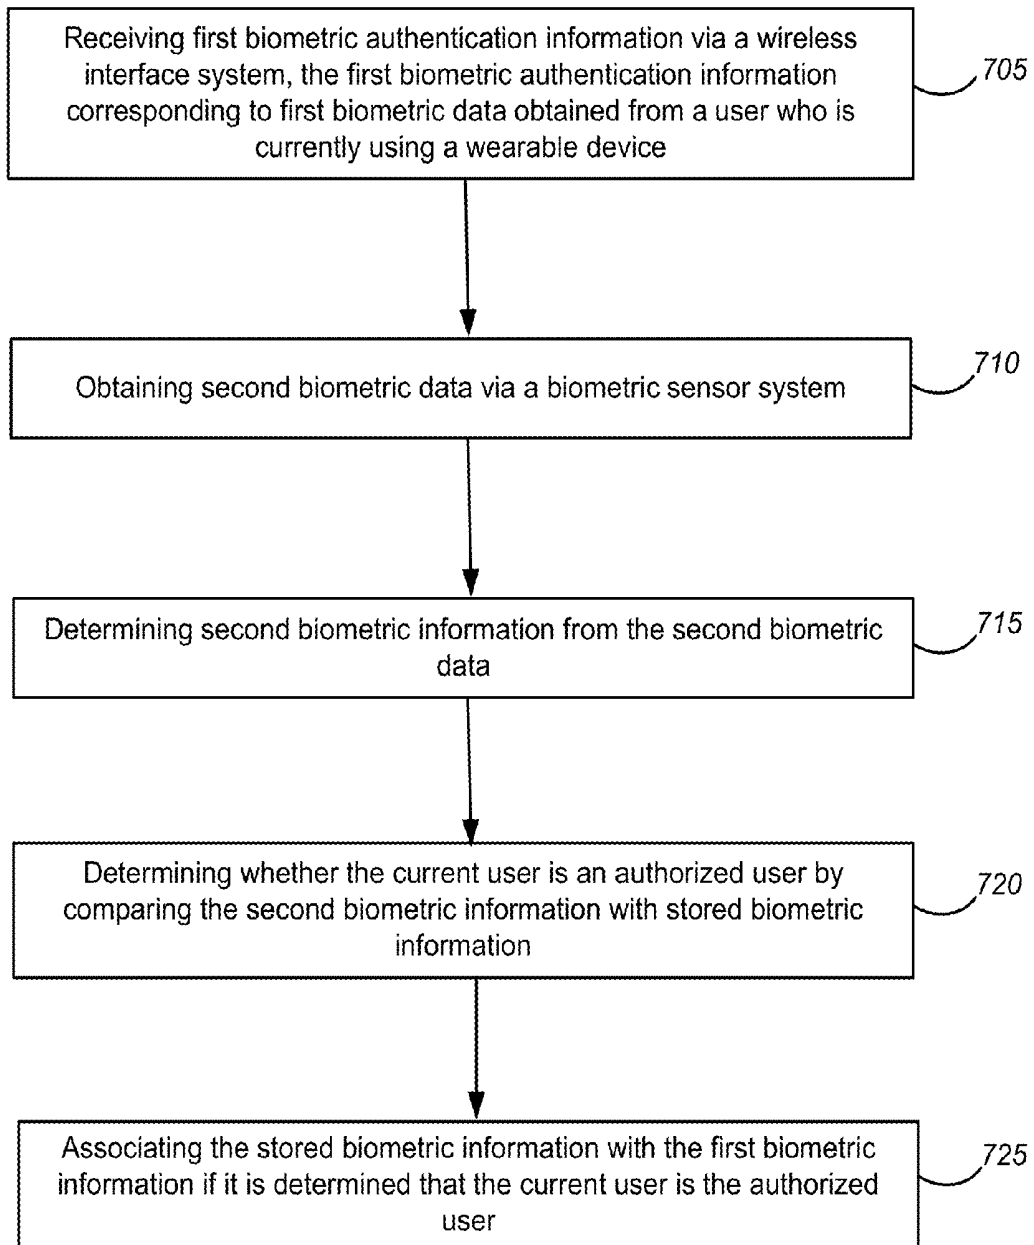 Receiving first biometric authentication information via a wireless
interface system, the first biometric authentication information
corresponding to first biometric data obtained from a user who is
currently using a wearable device
705
Obtaining second biometric data via a biometric sensor system
710
Determining second biometric information from the second biometric
data
715
Determining whether the current user is an authorized user by
comparing the second biometric information with stored biometric
information
720
Associating the stored biometric information with the first biometric
information if it is determined that the current user is the authorized
user
725